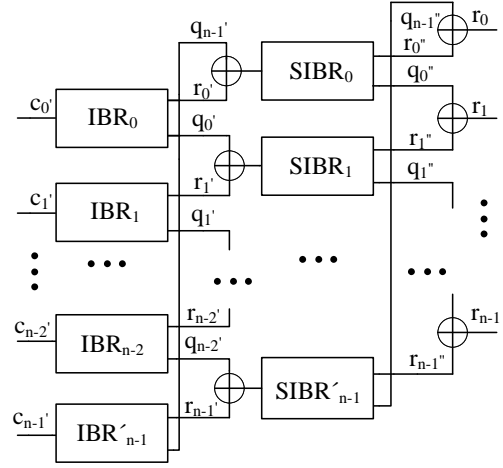 qₙ₋₁' qₙ₋₁" r₀
r₀' SIBR₀ r₀"
c₀' IBR₀ q₀' q₀" r₁
r₁' SIBR₁ r₁"
c₁' IBR₁ q₁' q₁"
rₙ₋₂' rₙ₋₁
cₙ₋₂' IBRₙ₋₂ qₙ₋₂' rₙ₋₁"
rₙ₋₁' SIBR´ₙ₋₁
cₙ₋₁' IBR´ₙ₋₁